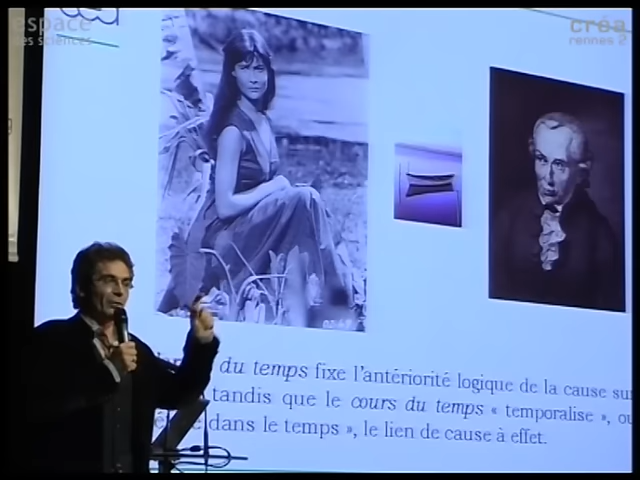 espace
des sciences
créa
rennes 2
du temps fixe l'antériorité logique de la cause sur
tandis que le cours du temps « temporalise », ou
dans le temps », le lien de cause à effet.